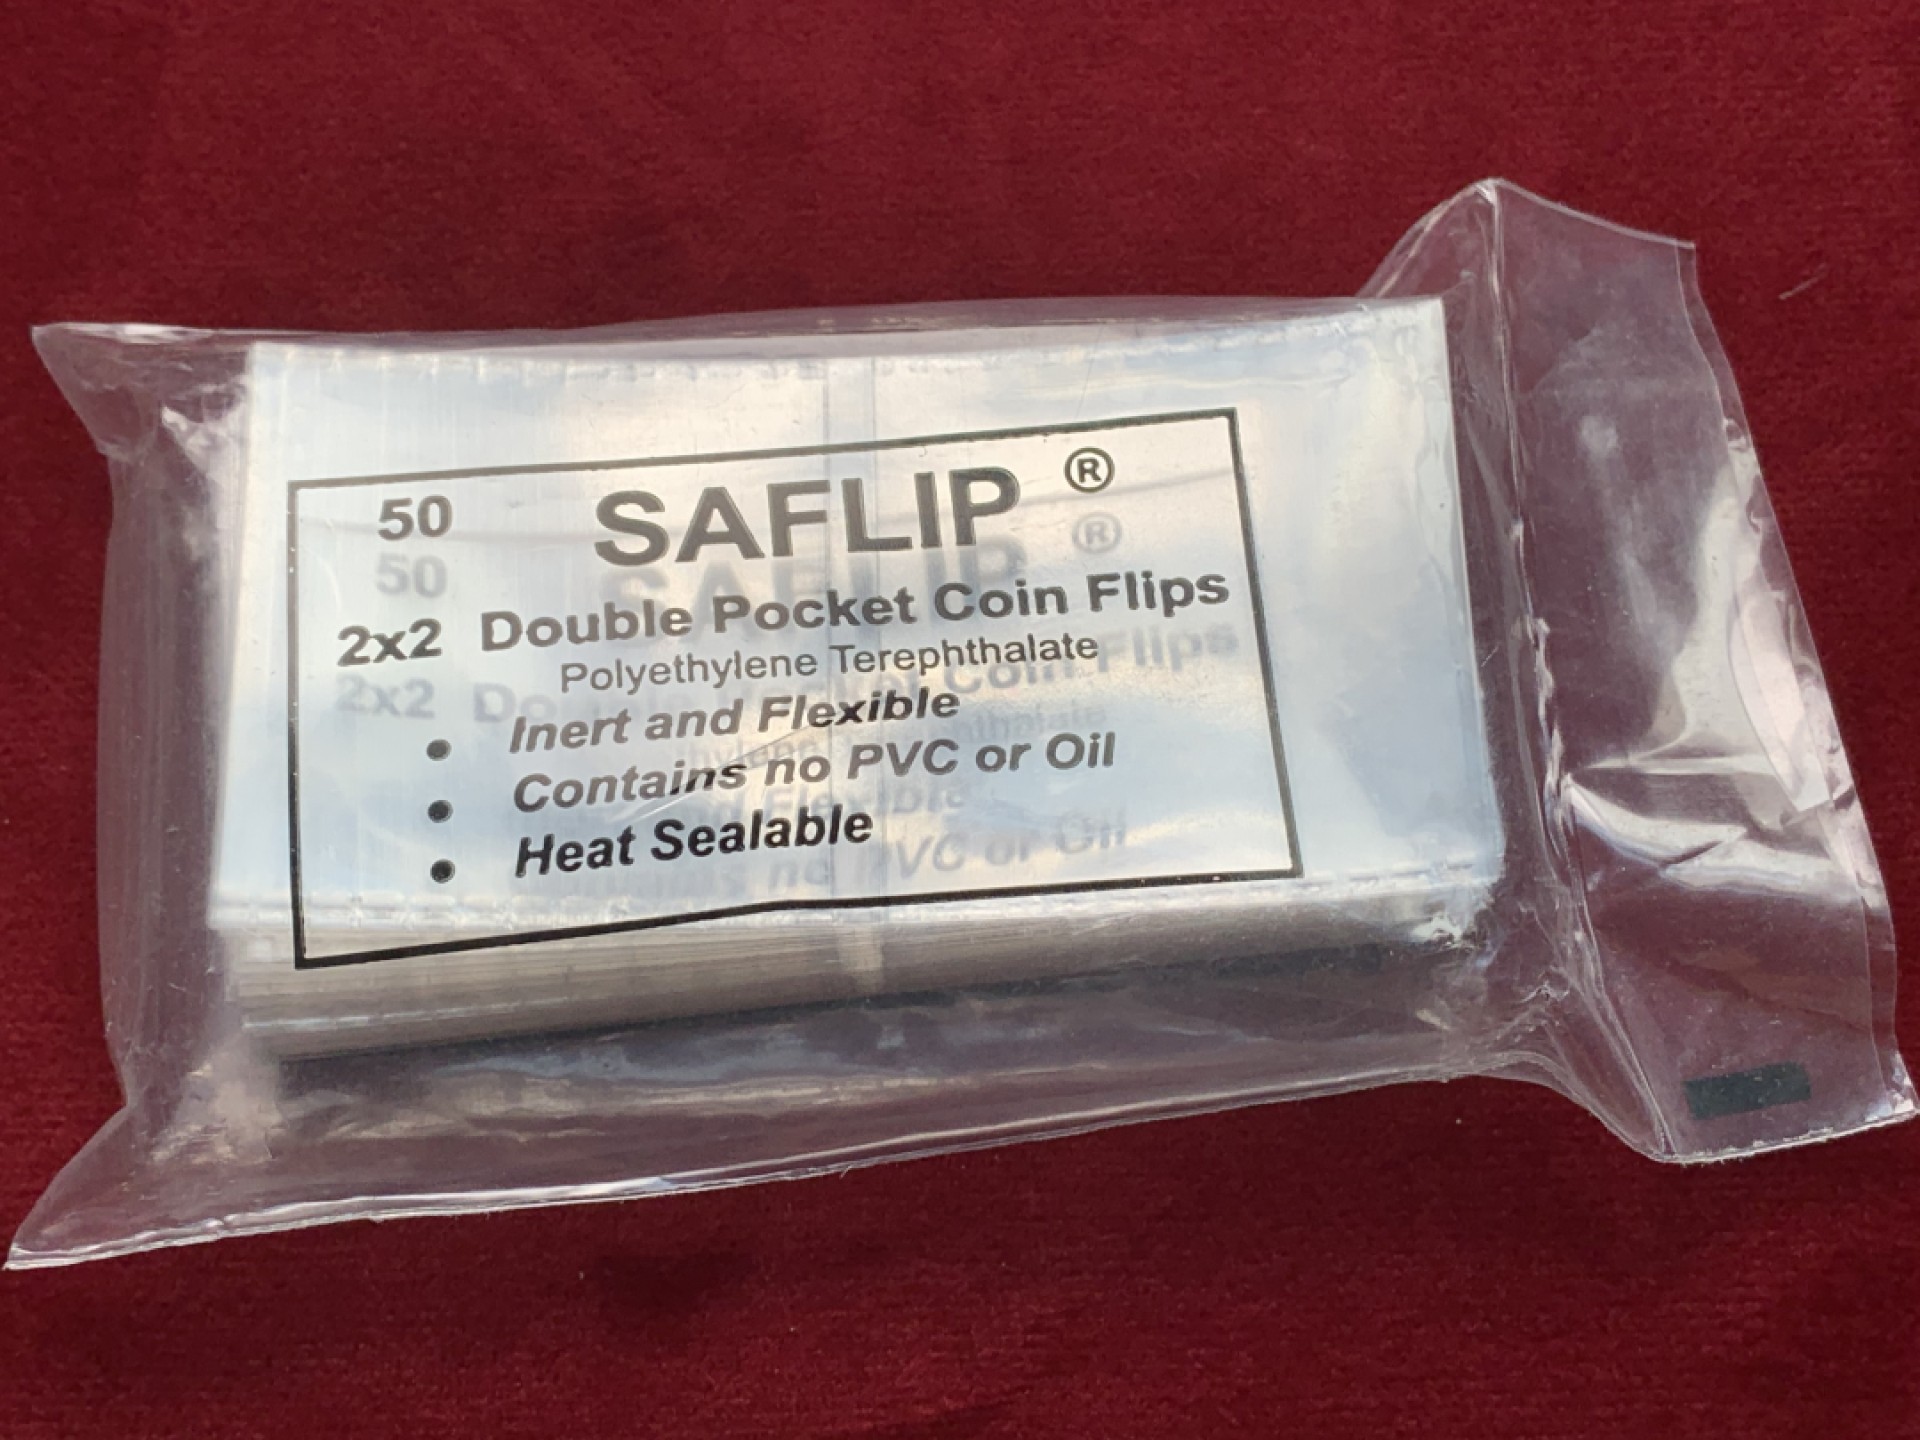 50 SAFLIP ®
2x2 Double Pocket Coin Flips
Polyethylene Terephthalate
• Inert and Flexible
• Contains no PVC or Oil
• Heat Sealable